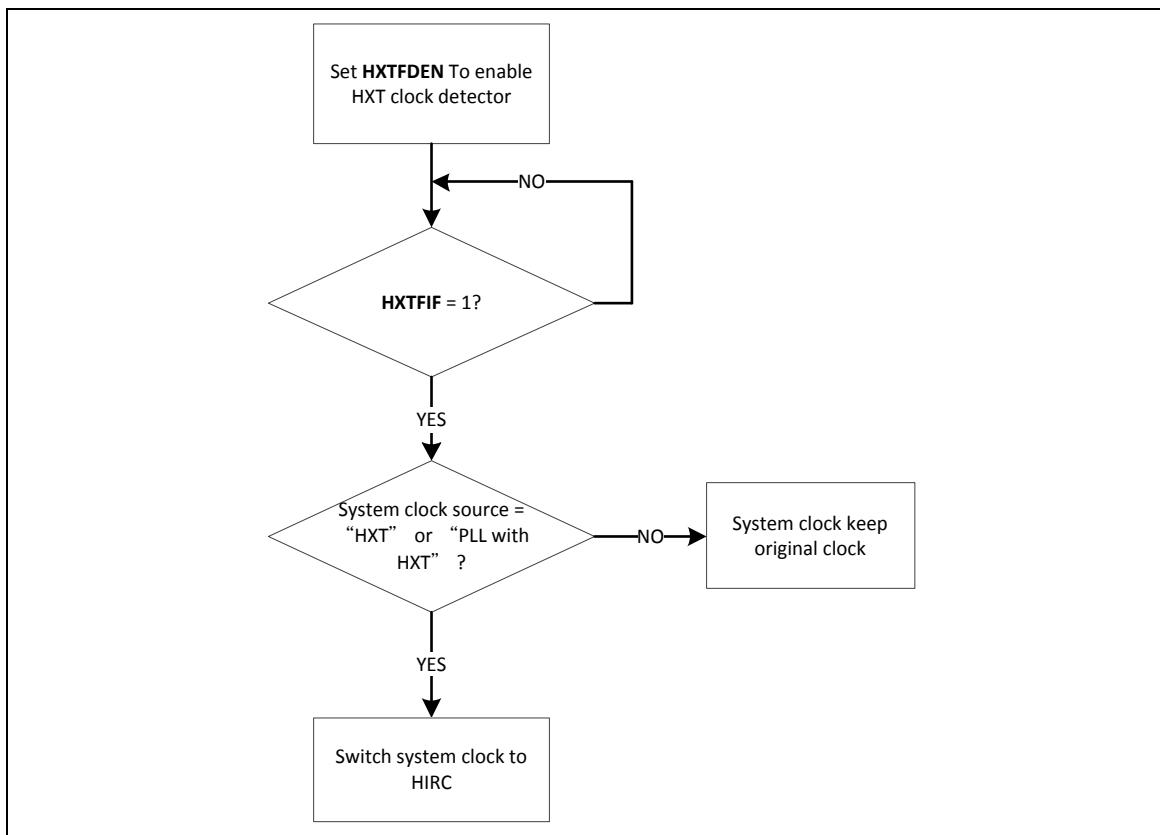 Set HXTFDEN To enable
HXT clock detector
NO
HXTFIF = 1?
YES
System clock source =
“HXT” or “PLL with
HXT” ?
NO
System clock keep
original clock
YES
Switch system clock to
HIRC